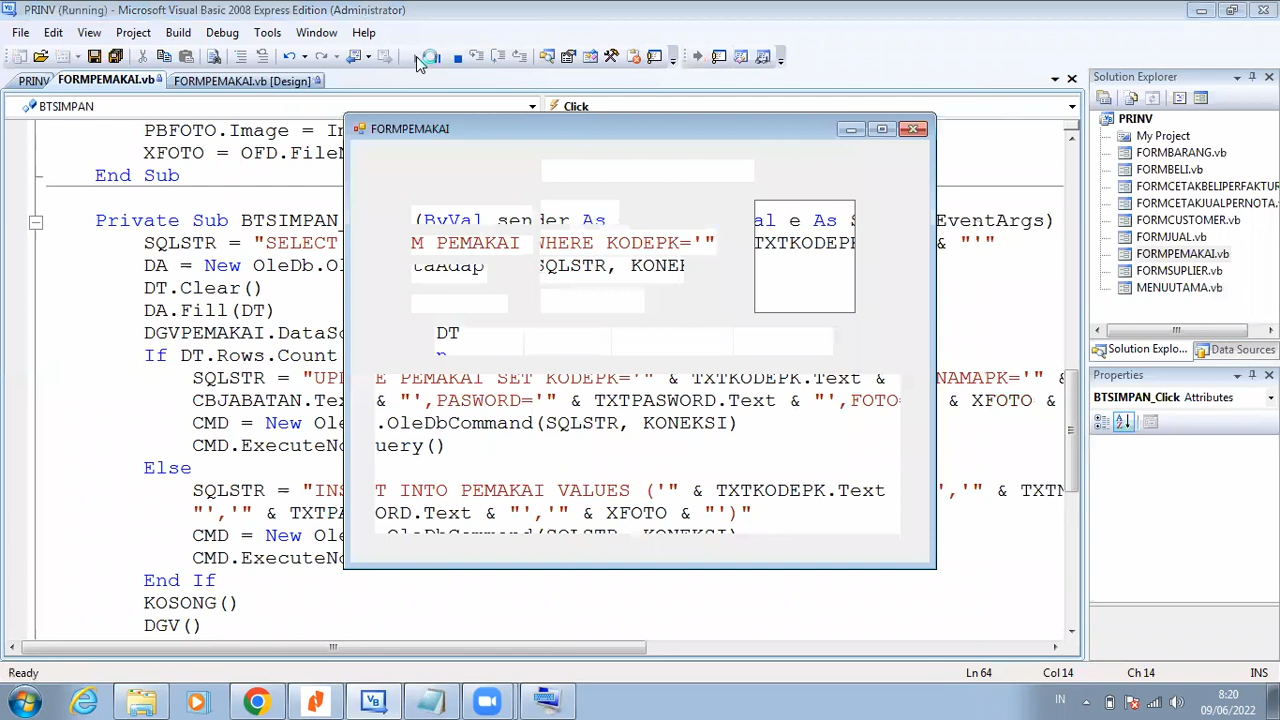 PRINV (Running) - Microsoft Visual Basic 2008 Express Edition (Administrator)
File Edit View Project Build Debug Tools Window Help
PRINV FORMPEMAKAI.vb FORMPEMAKAI.vb [Design]
BTSIMPAN Click
PBFOTO.Image = I
XFOTO = OFD.FileN
End Sub
FORMPEMAKAI
Private Sub BTSIMPAN_ (ByVal sender As al e As EventArgs)
SQLSTR = "SELECT M PEMAKAI WHERE KODEPK='" TXTKODEPK & "'"
DA = New OleDb.Ol taAdap SQLSTR, KONE
DT.Clear()
DA.Fill(DT)
DGVPEMAKAI.DataS DT
If DT.Rows.Count
SQLSTR = "UP E PEMAKAI SET KODEPK='" & TXTKODEPK.Text & NAMAPK='" &
CBJABATAN.Tex & "',PASWORD='" & TXTPASWORD.Text & "',FOTO= & XFOTO &
CMD = New Ole .OleDbCommand(SQLSTR, KONEKSI)
CMD.ExecuteNo uery()
Else
SQLSTR = "INS T INTO PEMAKAI VALUES ('" & TXTKODEPK.Text ','" & TXTN
"','" & TXTP ORD.Text & "','" & XFOTO & "')"
CMD = New Ole .OleDbCommand(SQLSTR, KONEKSI)
CMD.ExecuteNo
End If
KOSONG()
DGV()
Solution Explorer
PRINV
My Project
FORMBARANG.vb
FORMBELI.vb
FORMCETAKBELIPERFAKTUR
FORMCETAKJUALPERNOTA.
FORMCUSTOMER.vb
FORMJUAL.vb
FORMPEMAKAI.vb
FORMSUPLIER.vb
MENUUTAMA.vb
Solution Explo... Data Sources
Properties
BTSIMPAN_Click Attributes
Ready Ln 64 Col 14 Ch 14 INS
IN 8:20
09/06/2022